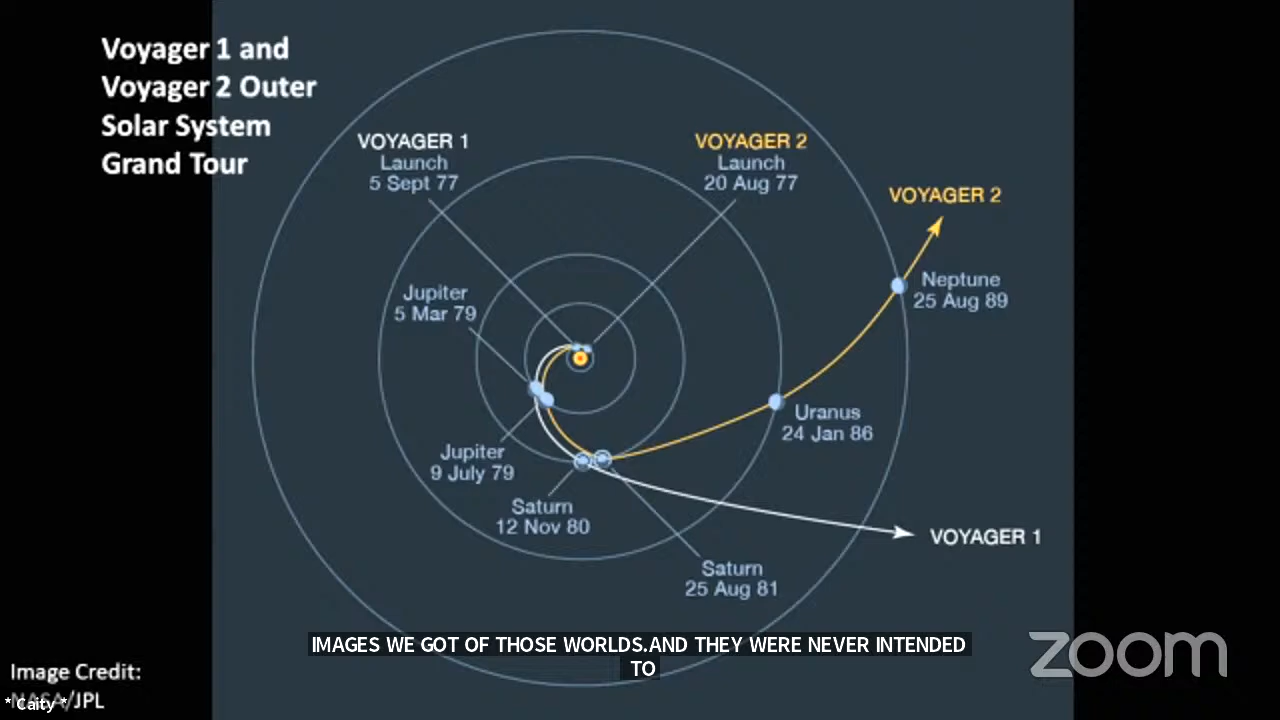 Voyager 1 and
Voyager 2 Outer
Solar System
Grand Tour
VOYAGER 1
Launch
5 Sept 77
VOYAGER 2
Launch
20 Aug 77
VOYAGER 2
Neptune
25 Aug 89
Jupiter
5 Mar 79
Uranus
24 Jan 86
Jupiter
9 July 79
Saturn
12 Nov 80
VOYAGER 1
Saturn
25 Aug 81
IMAGES WE GOT OF THOSE WORLDS.AND THEY WERE NEVER INTENDED
TO
zoom
Image Credit:
NASA/JPL
* Caity *